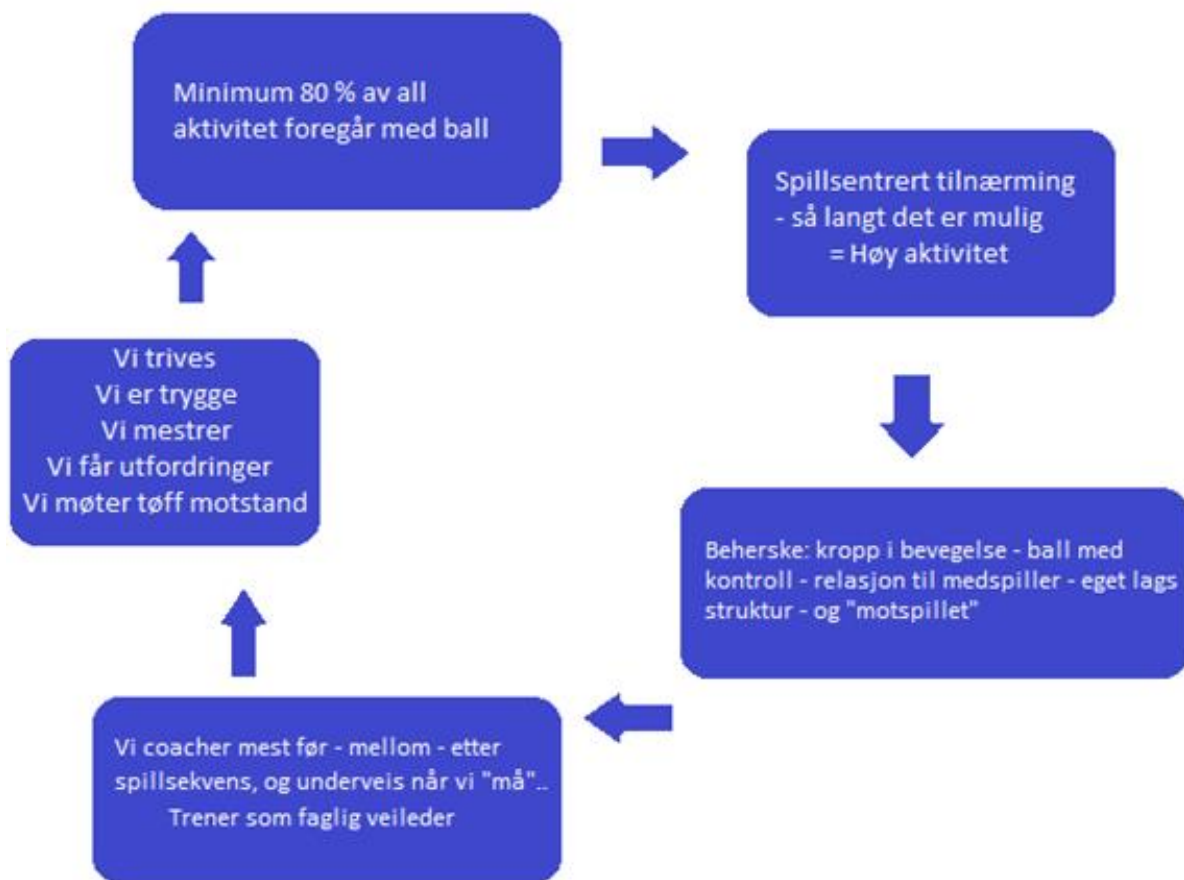 Minimum 80 % av all
aktivitet foregår med ball
Spillsentrert tilnærming
- så langt det er mulig
= Høy aktivitet
Beherske: kropp i bevegelse - ball med
kontroll - relasjon til medspiller - eget lags
struktur - og "motspillet"
Vi coacher mest før - mellom - etter
spillsekvens, og underveis når vi "må"..
Trener som faglig veileder
Vi trives
Vi er trygge
Vi mestrer
Vi får utfordringer
Vi møter tøff motstand